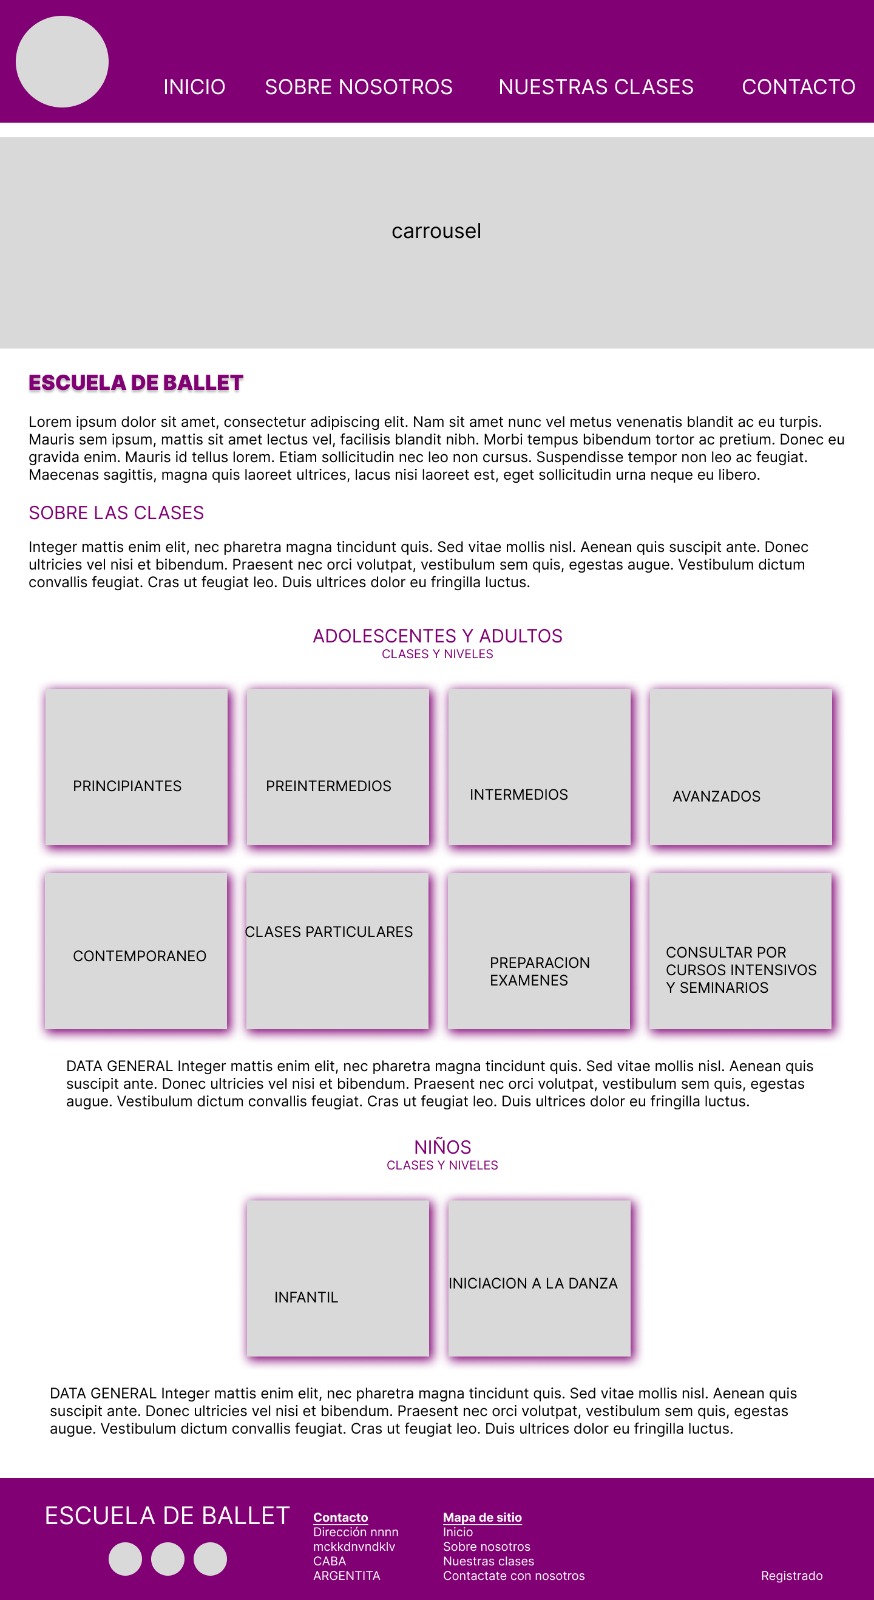 INICIO SOBRE NOSOTROS NUESTRAS CLASES CONTACTO
carrousel
ESCUELA DE BALLET
Lorem ipsum dolor sit amet, consectetur adipiscing elit. Nam sit amet nunc vel metus venenatis blandit ac eu turpis.
Mauris sem ipsum, mattis sit amet lectus vel, facilisis blandit nibh. Morbi tempus bibendum tortor ac pretium. Donec eu
gravida enim. Mauris id tellus lorem. Etiam sollicitudin nec leo non cursus. Suspendisse tempor non leo ac feugiat.
Maecenas sagittis, magna quis laoreet ultrices, lacus nisi laoreet est, eget sollicitudin urna neque eu libero.
SOBRE LAS CLASES
Integer mattis enim elit, nec pharetra magna tincidunt quis. Sed vitae mollis nisl. Aenean quis suscipit ante. Donec
ultricies vel nisi et bibendum. Praesent nec orci volutpat, vestibulum sem quis, egestas augue. Vestibulum dictum
convallis feugiat. Cras ut feugiat leo. Duis ultrices dolor eu fringilla luctus.
ADOLESCENTES Y ADULTOS
CLASES Y NIVELES
PRINCIPIANTES
PREINTERMEDIOS
INTERMEDIOS
AVANZADOS
CONTEMPORANEO
CLASES PARTICULARES
PREPARACION
EXAMENES
CONSULTAR POR
CURSOS INTENSIVOS
Y SEMINARIOS
DATA GENERAL Integer mattis enim elit, nec pharetra magna tincidunt quis. Sed vitae mollis nisl. Aenean quis
suscipit ante. Donec ultricies vel nisi et bibendum. Praesent nec orci volutpat, vestibulum sem quis, egestas
augue. Vestibulum dictum convallis feugiat. Cras ut feugiat leo. Duis ultrices dolor eu fringilla luctus.
NIÑOS
CLASES Y NIVELES
INFANTIL
INICIACION A LA DANZA
DATA GENERAL Integer mattis enim elit, nec pharetra magna tincidunt quis. Sed vitae mollis nisl. Aenean quis
suscipit ante. Donec ultricies vel nisi et bibendum. Praesent nec orci volutpat, vestibulum sem quis, egestas
augue. Vestibulum dictum convallis feugiat. Cras ut feugiat leo. Duis ultrices dolor eu fringilla luctus.
ESCUELA DE BALLET
Contacto
Dirección nnnn
mckkdnvndklv
CABA
ARGENTITA
Mapa de sitio
Inicio
Sobre nosotros
Nuestras clases
Contactate con nosotros
Registrado